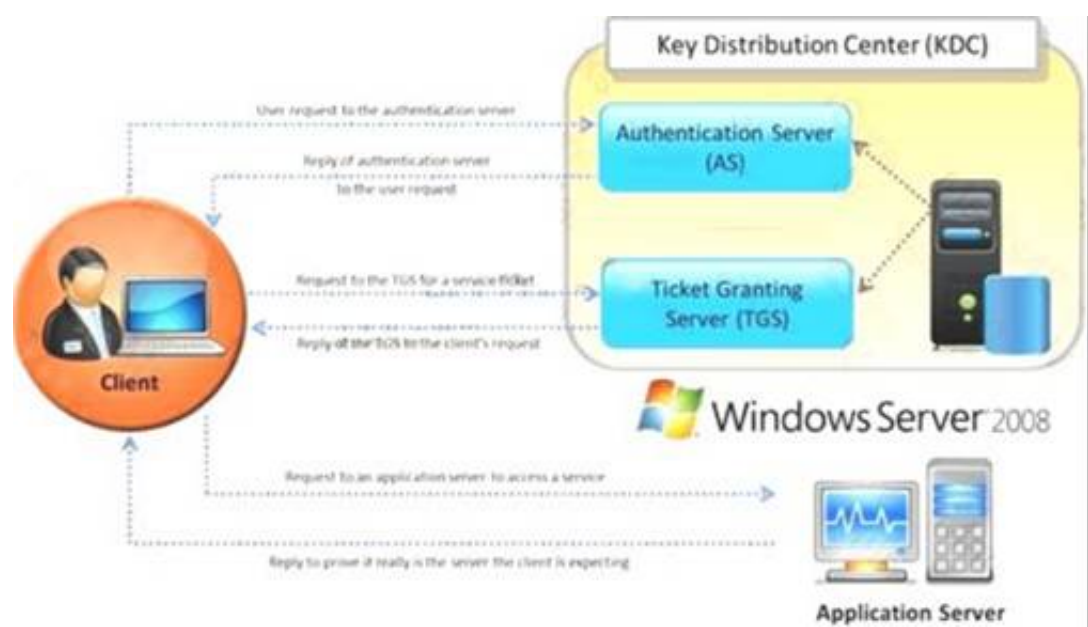 Key Distribution Center (KDC)
User request to the authentication server
Authentication Server
(AS)
Reply of authentication server
to the user request
Request to the TGS for a service ticket
Ticket Granting
Server (TGS)
Reply of the TGS to the client's request
Client
Windows Server 2008
Request to an application server to access a service
Reply to prove it really is the server the client is expecting
Application Server